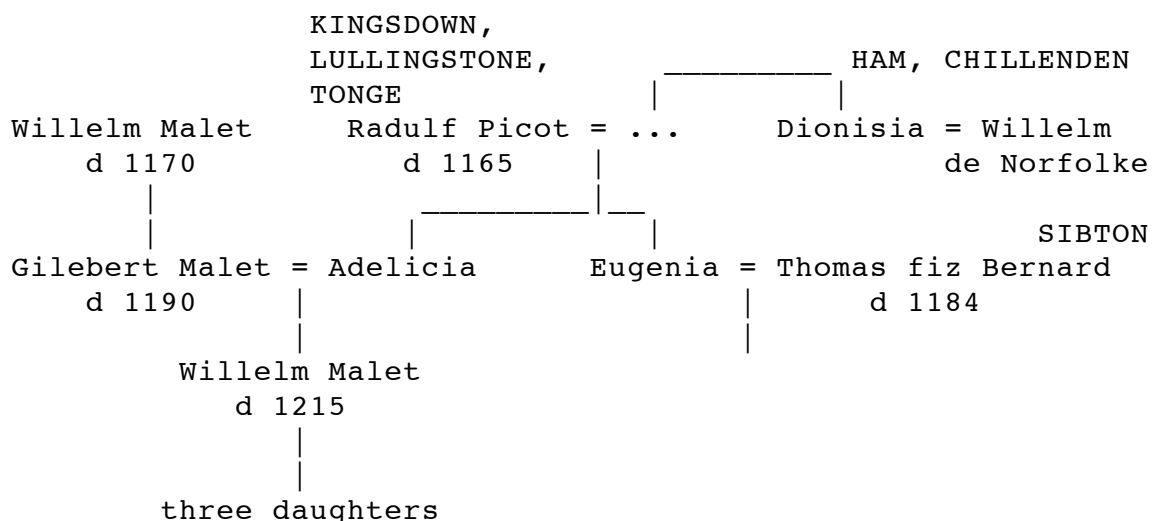 KINGSDOWN,
LULLINGSTONE, HAM, CHILLENDEN
TONGE
Willelm Malet Radulf Picot = ... Dionisia = Willelm
d 1170 d 1165 de Norfolke
SIBTON
Gilebert Malet = Adelicia Eugenia = Thomas fiz Bernard
d 1190 d 1184
Willelm Malet
d 1215
three daughters